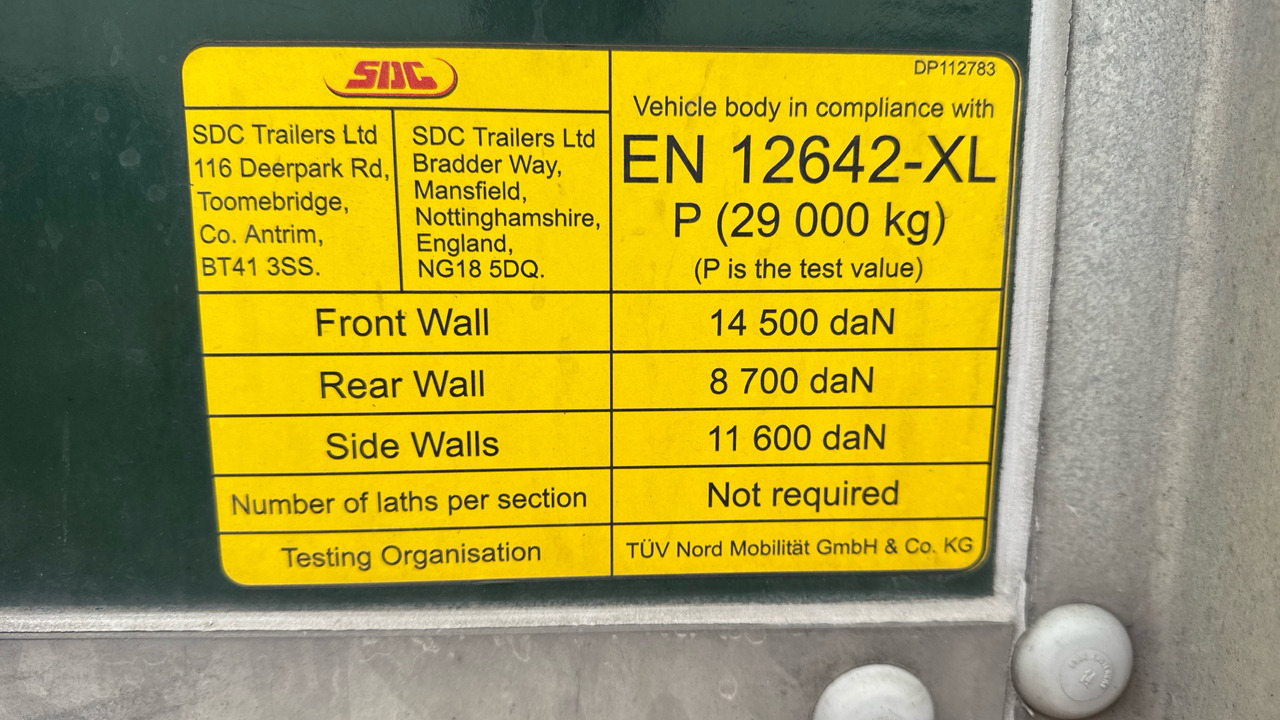 SDC
SDC Trailers Ltd
116 Deerpark Rd,
Toomebridge,
Co. Antrim,
BT41 3SS.
SDC Trailers Ltd
Bradder Way,
Mansfield,
Nottinghamshire,
England,
NG18 5DQ.
DP112783
Vehicle body in compliance with
EN 12642-XL
P (29 000 kg)
(P is the test value)
Front Wall 14 500 daN
Rear Wall 8 700 daN
Side Walls 11 600 daN
Number of laths per section Not required
Testing Organisation TÜV Nord Mobilität GmbH & Co. KG